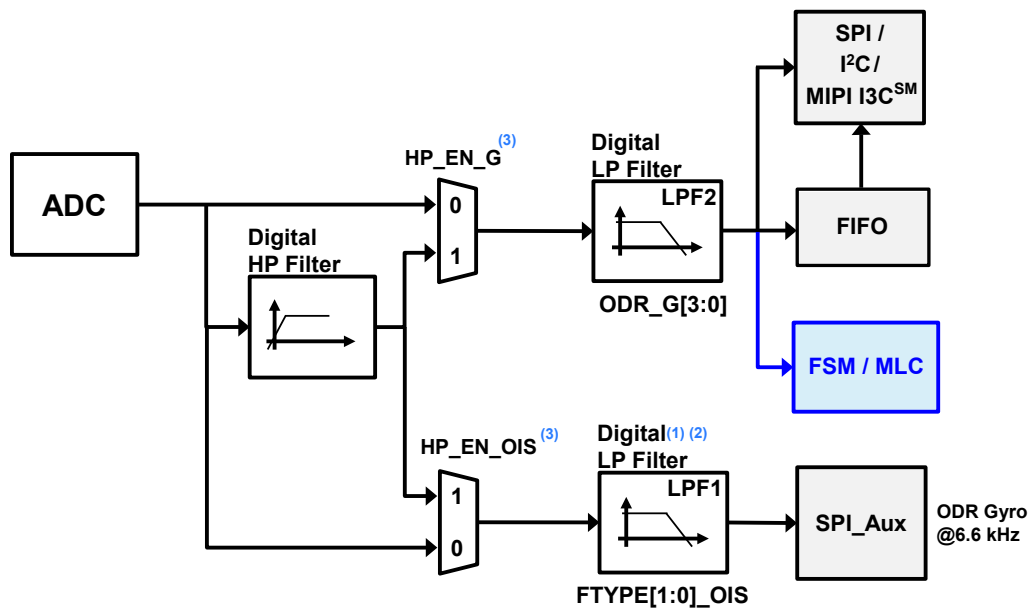 SPI /
I²C /
MIPI I3C^SM
ADC
HP_EN_G (3)
0
1
Digital
LP Filter
LPF2
ODR_G[3:0]
FIFO
Digital
HP Filter
FSM / MLC
HP_EN_OIS (3)
1
0
Digital(1) (2)
LP Filter
LPF1
FTYPE[1:0]_OIS
SPI_Aux
ODR Gyro
@6.6 kHz